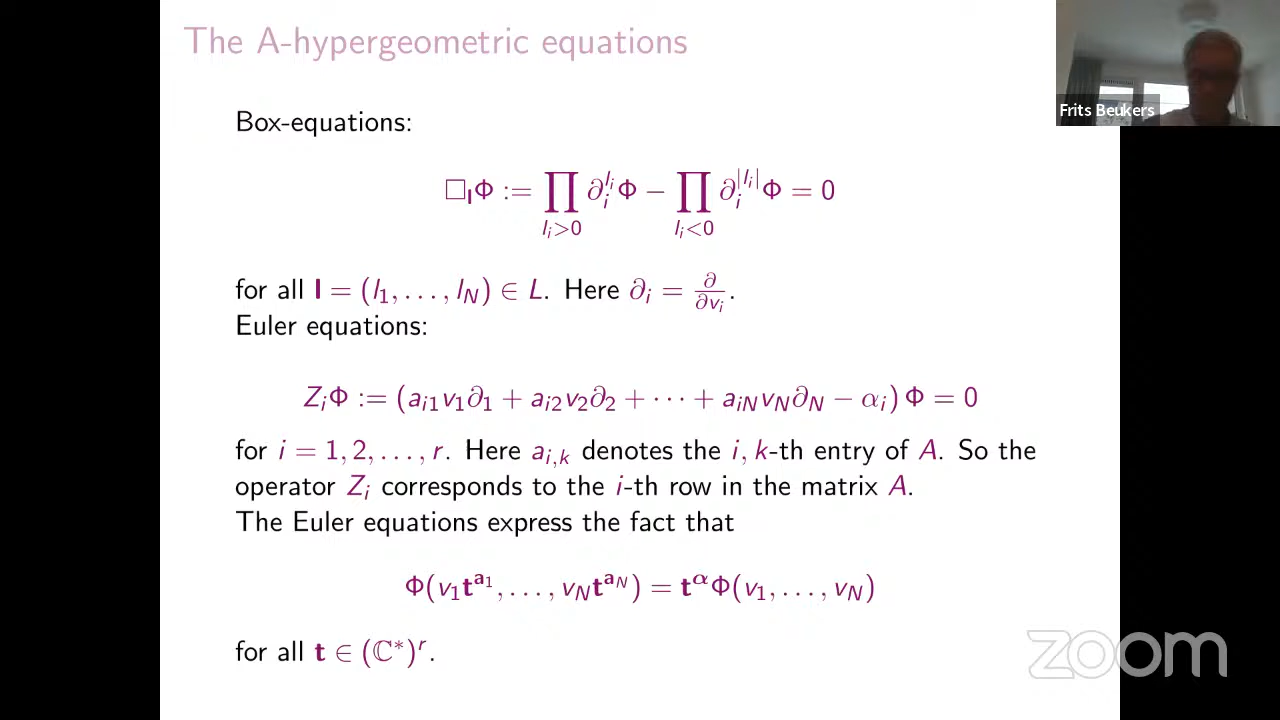 The A-hypergeometric equations
Frits Beukers
Box-equations:
□_𝐥Φ := ∏_{l_i>0} ∂_i^{l_i}Φ − ∏_{l_i<0} ∂_i^{|l_i|}Φ = 0
for all 𝐥 = (l_1, . . . , l_N) ∈ L. Here ∂_i = ∂/∂v_i.
Euler equations:
Z_iΦ := (a_{i1}v_1∂_1 + a_{i2}v_2∂_2 + · · · + a_{iN}v_N∂_N − α_i) Φ = 0
for i = 1, 2, . . . , r. Here a_{i,k} denotes the i, k-th entry of A. So the
operator Z_i corresponds to the i-th row in the matrix A.
The Euler equations express the fact that
Φ(v_1𝐭^{𝐚_1}, . . . , v_N𝐭^{𝐚_N}) = 𝐭^𝛂Φ(v_1, . . . , v_N)
for all 𝐭 ∈ (ℂ*)^r.
zoom